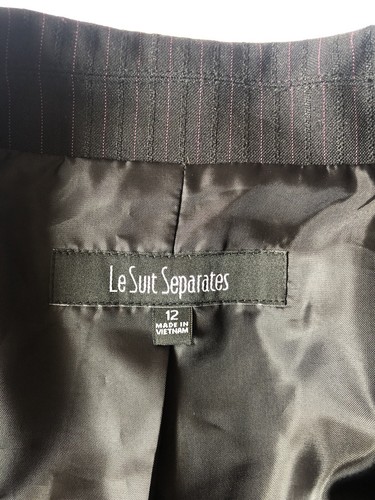 Le Suit Separates
12
MADE IN
VIETNAM